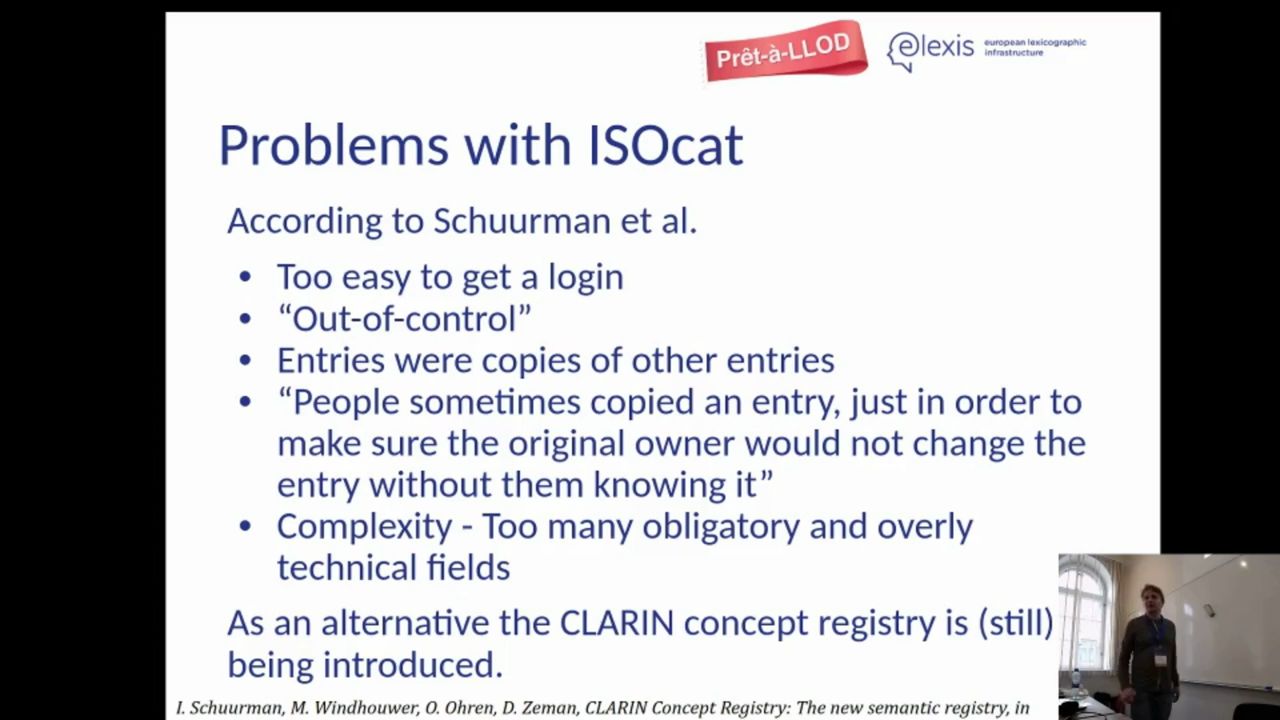 Prêt-à-LLOD
elexis
european lexicographic
infrastructure
Problems with ISOcat
According to Schuurman et al.
• Too easy to get a login
• “Out-of-control”
• Entries were copies of other entries
• “People sometimes copied an entry, just in order to
make sure the original owner would not change the
entry without them knowing it”
• Complexity - Too many obligatory and overly
technical fields
As an alternative the CLARIN concept registry is (still)
being introduced.
I. Schuurman, M. Windhouwer, O. Ohren, D. Zeman, CLARIN Concept Registry: The new semantic registry, in